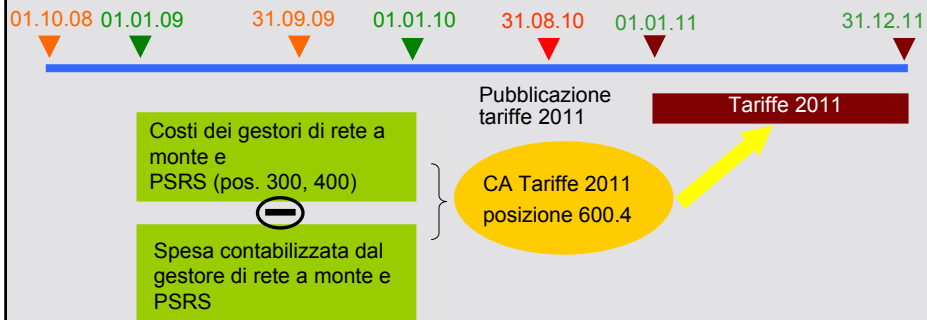 01.10.08 01.01.09 31.09.09 01.01.10 31.08.10 01.01.11 31.12.11
Pubblicazione
tariffe 2011
Tariffe 2011
Costi dei gestori di rete a
monte e
PSRS (pos. 300, 400)
CA Tariffe 2011
posizione 600.4
Spesa contabilizzata dal
gestore di rete a monte e
PSRS